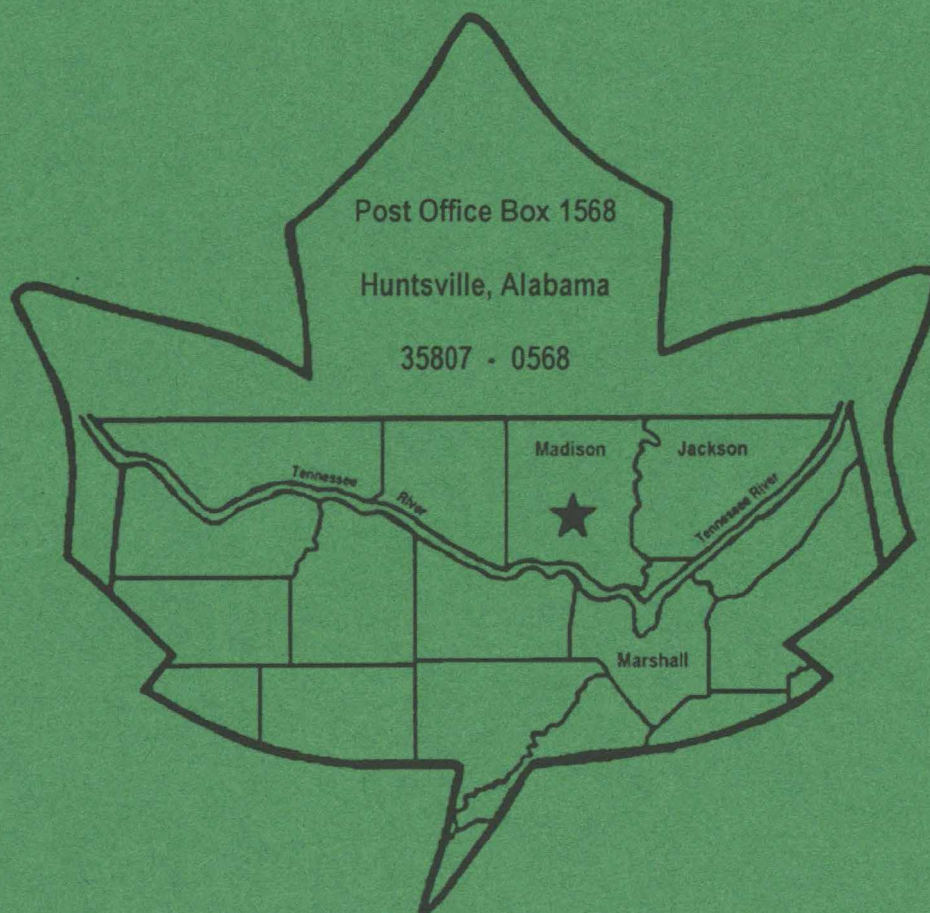 Post Office Box 1568
Huntsville, Alabama
35807 - 0568
Madison Jackson
Tennessee River
Tennessee River
Marshall